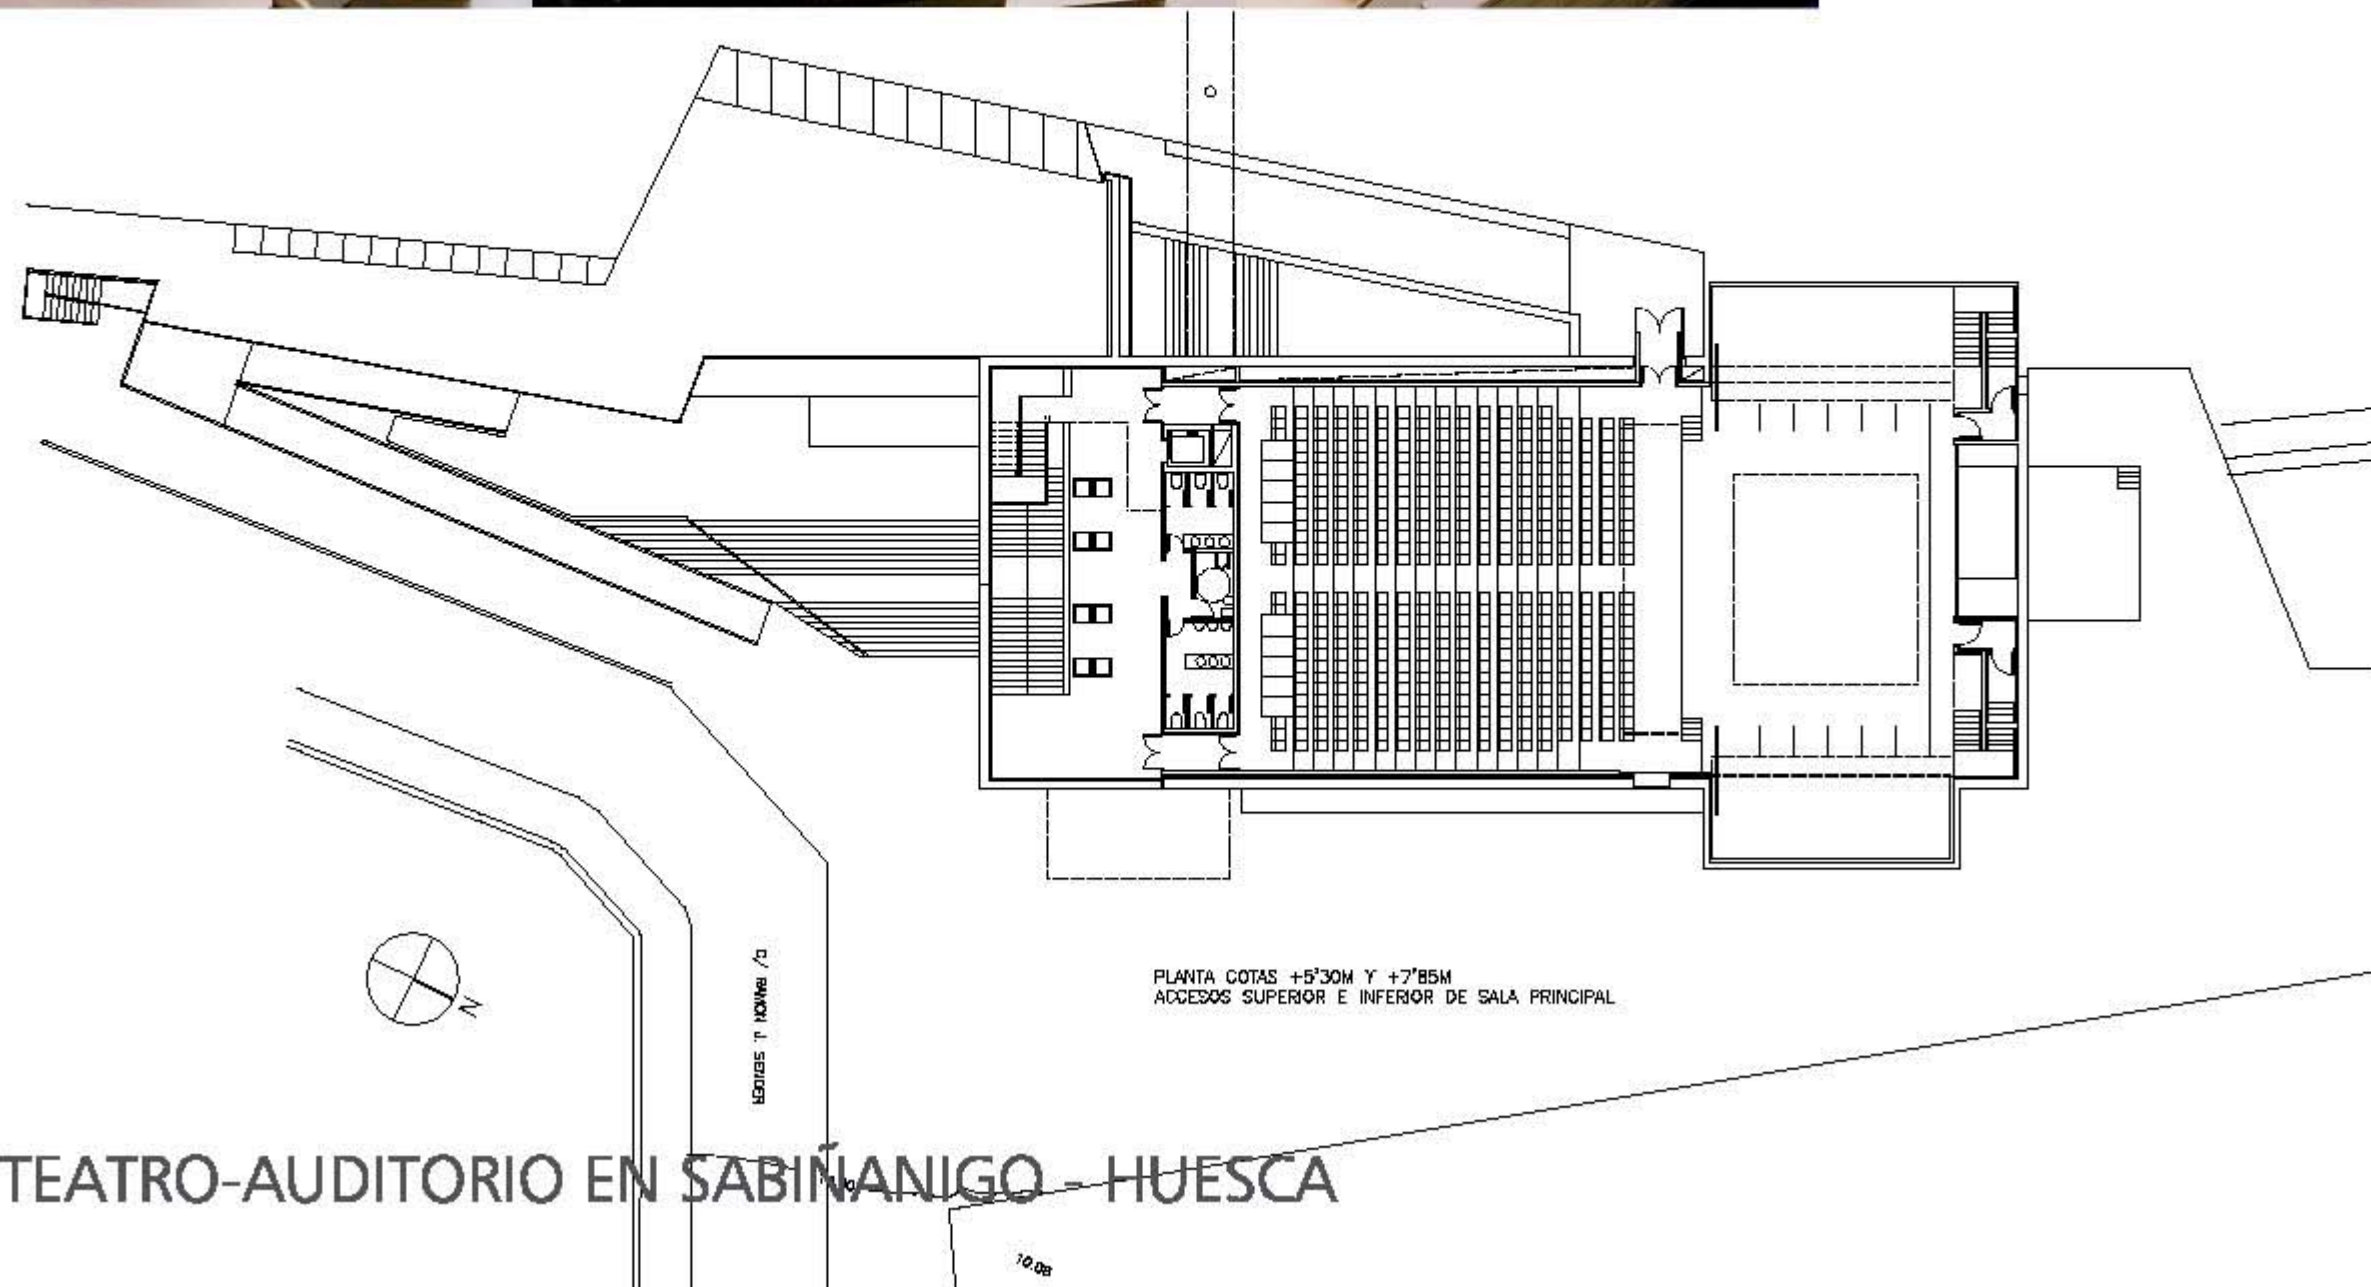 N
C/ RAMON J. SENDER
PLANTA COTAS +5'30M Y +7'85M
ACCESOS SUPERIOR E INFERIOR DE SALA PRINCIPAL
TEATRO-AUDITORIO EN SABIÑANIGO - HUESCA
10.08